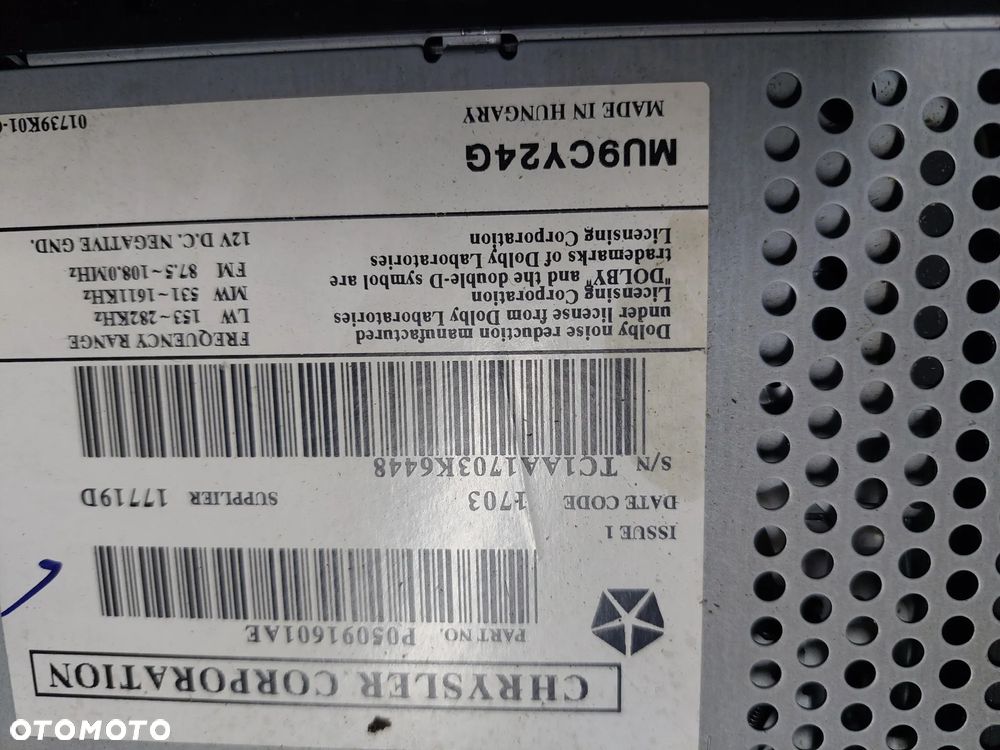 CHRYSLER CORPORATION
PART NO. P05091601AE
ISSUE 1
DATE CODE 1703 SUPPLIER 17719D
S/N TC1AA1703K6448
Dolby noise reduction manufactured
under license from Dolby Laboratories
Licensing Corporation
"DOLBY" and the double-D symbol are
trademarks of Dolby Laboratories
Licensing Corporation
FREQUENCY RANGE
LW 153~282KHz
MW 531~1611KHz
FM 87.5~108.0MHz
12V D.C. NEGATIVE GND.
MU9CY24G
MADE IN HUNGARY
OTOMOTO